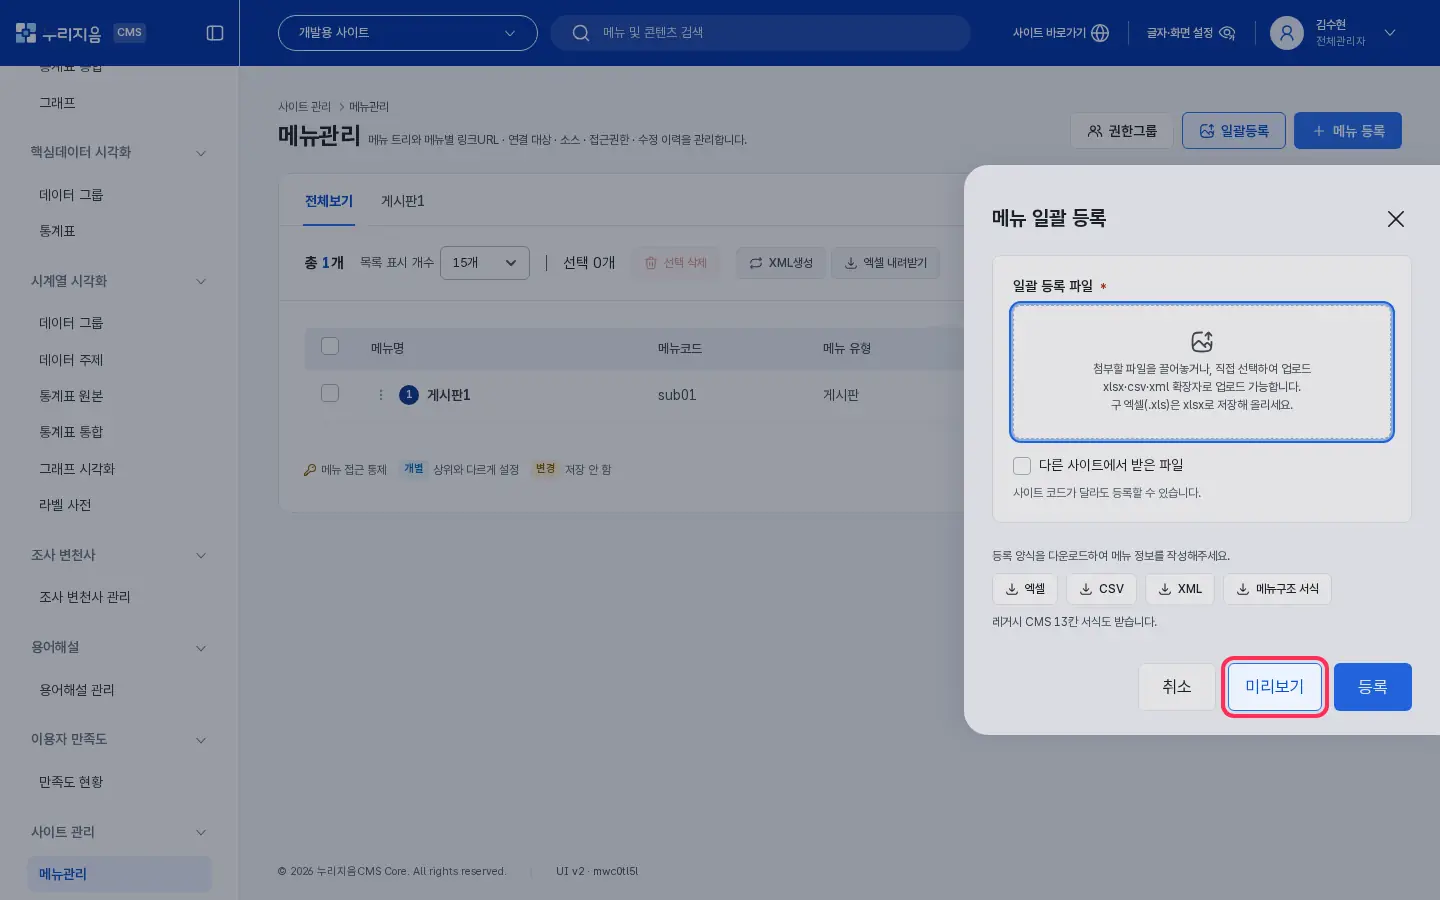 누리지음 CMS
개발용 사이트
메뉴 및 콘텐츠 검색
사이트 바로가기
글자·화면 설정
김수현
전체관리자
통계표 통합
그래프
핵심데이터 시각화
데이터 그룹
통계표
시계열 시각화
데이터 그룹
데이터 주제
통계표 원본
통계표 통합
그래프 시각화
라벨 사전
조사 변천사
조사 변천사 관리
용어해설
용어해설 관리
이용자 만족도
만족도 현황
사이트 관리
메뉴관리
사이트 관리 > 메뉴관리
메뉴관리 메뉴 트리와 메뉴별 링크URL · 연결 대상 · 소스 · 접근권한 · 수정 이력을 관리합니다.
권한그룹
일괄등록
메뉴 등록
전체보기 게시판1
총 1개 목록 표시 개수 15개 선택 0개 선택 삭제 XML생성 엑셀 내려받기
메뉴명 메뉴코드 메뉴 유형
1 게시판1 sub01 게시판
메뉴 접근 통제 개별 상위와 다르게 설정 변경 저장 안 함
© 2026 누리지음CMS Core. All rights reserved. UI v2 · mwc0tl5l
메뉴 일괄 등록
일괄 등록 파일 *
첨부할 파일을 끌어놓거나, 직접 선택하여 업로드
xlsx·csv·xml 확장자로 업로드 가능합니다.
구 엑셀(.xls)은 xlsx로 저장해 올리세요.
다른 사이트에서 받은 파일
사이트 코드가 달라도 등록할 수 있습니다.
등록 양식을 다운로드하여 메뉴 정보를 작성해주세요.
엑셀 CSV XML 메뉴구조 서식
레거시 CMS 13칸 서식도 받습니다.
취소 미리보기 등록